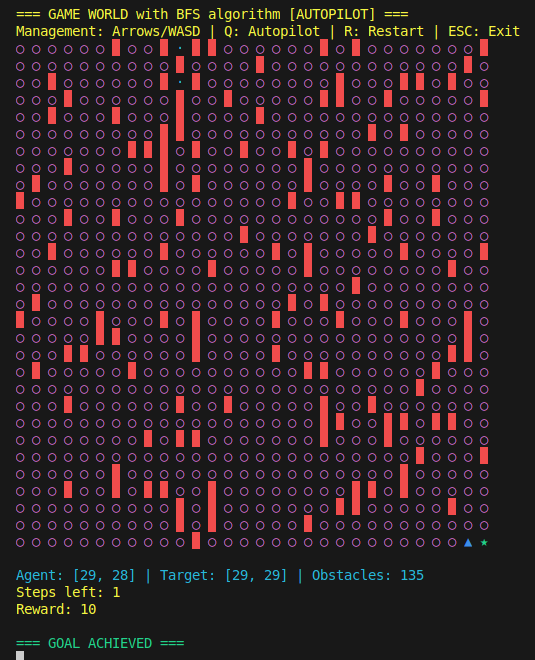 === GAME WORLD with BFS algorithm [AUTOPILOT] ===
Management: Arrows/WASD | Q: Autopilot | R: Restart | ESC: Exit
Agent: [29, 28] | Target: [29, 29] | Obstacles: 135
Steps left: 1
Reward: 10
=== GOAL ACHIEVED ===